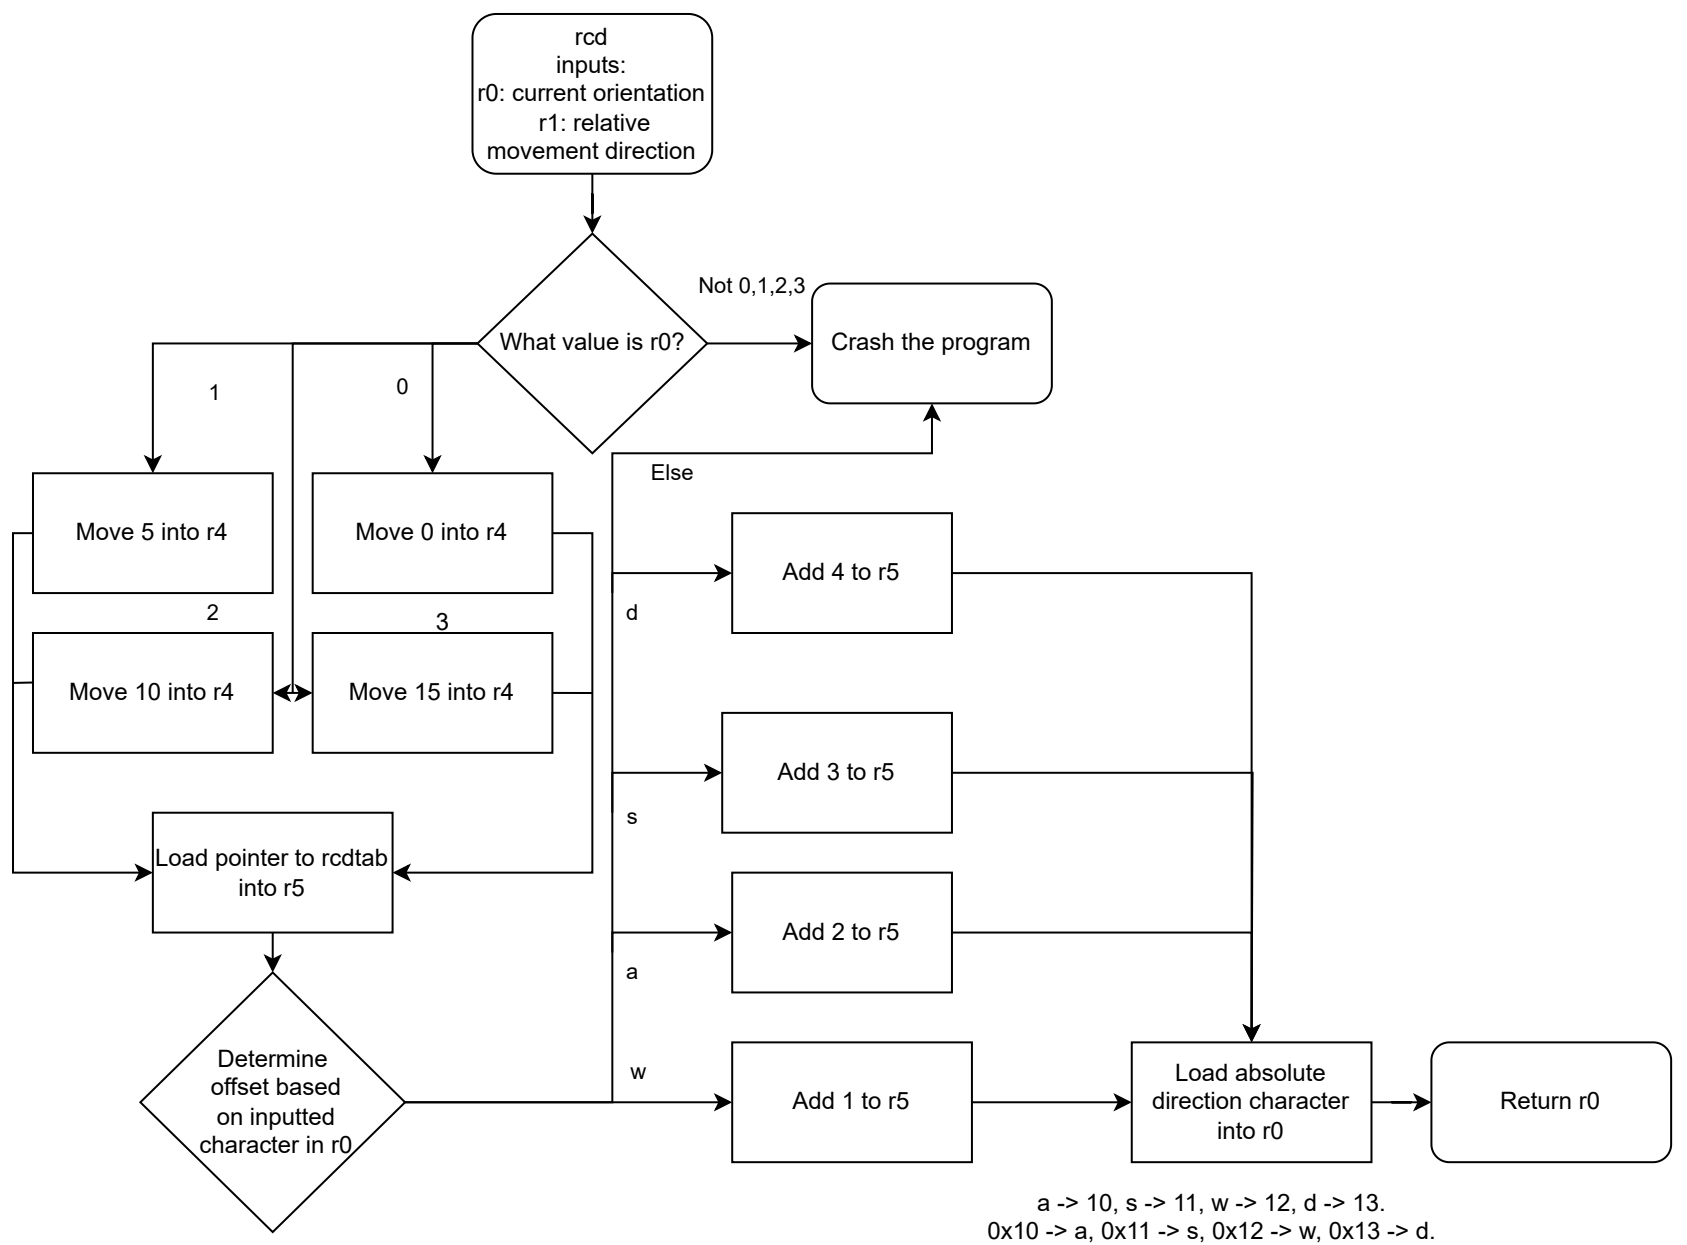 rcd
inputs:
r0: current orientation
r1: relative
movement direction
Not 0,1,2,3
What value is r0?
Crash the program
1
0
Else
Move 5 into r4
Move 0 into r4
Add 4 to r5
2
3
d
Move 10 into r4
Move 15 into r4
Add 3 to r5
s
Load pointer to rcdtab
into r5
Add 2 to r5
a
Determine
offset based
on inputted
character in r0
w
Add 1 to r5
Load absolute
direction character
into r0
Return r0
a -> 10, s -> 11, w -> 12, d -> 13.
0x10 -> a, 0x11 -> s, 0x12 -> w, 0x13 -> d.